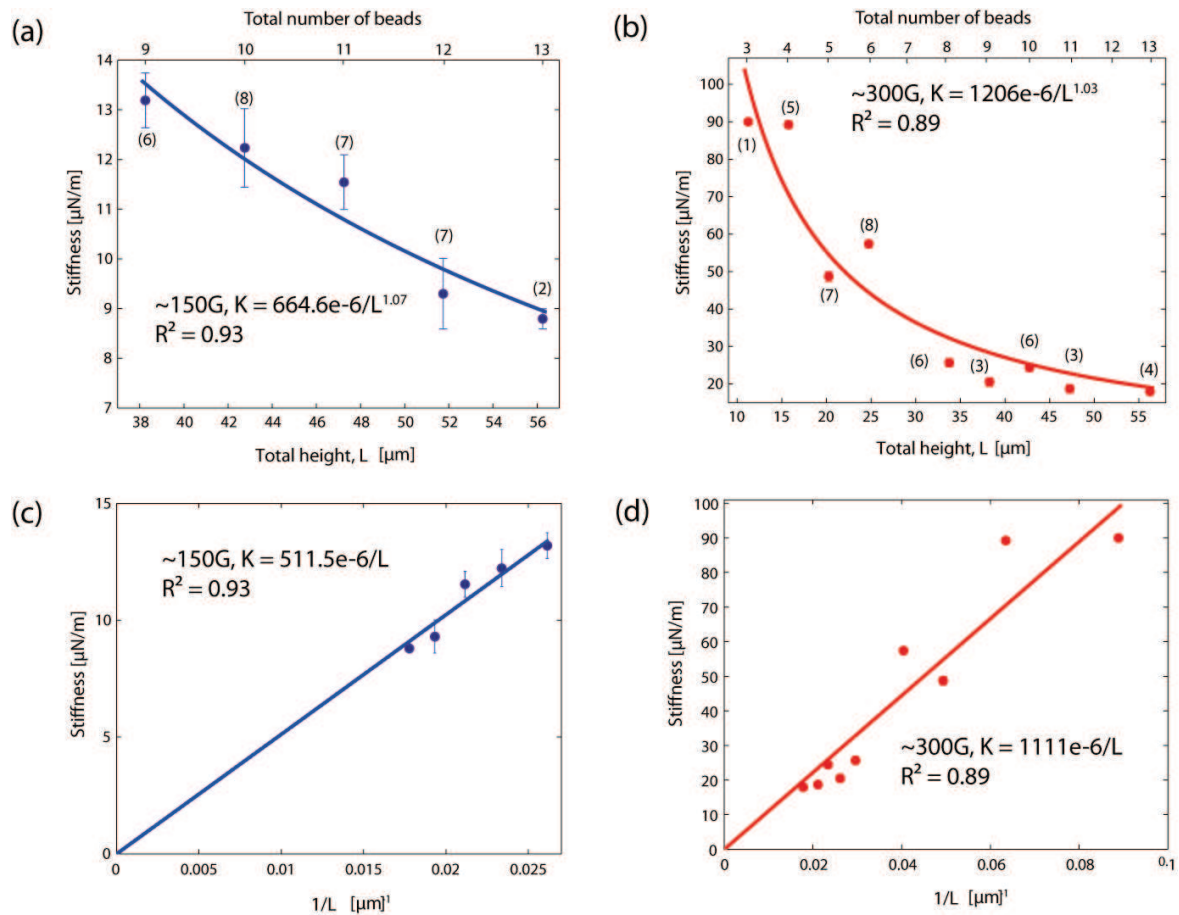 (a)
Total number of beads
9 10 11 12 13
14
13
12
11
10
9
8
7
Stiffness [µN/m]
(6)
(8)
(7)
(7)
(2)
~150G, K = 664.6e-6/L^1.07
R² = 0.93
38 40 42 44 46 48 50 52 54 56
Total height, L [µm]
(b)
Total number of beads
3 4 5 6 7 8 9 10 11 12 13
100
90
80
70
60
50
40
30
20
Stiffness [µN/m]
~300G, K = 1206e-6/L^1.03
R² = 0.89
(1)
(5)
(7)
(8)
(6)
(3)
(6)
(3)
(4)
10 15 20 25 30 35 40 45 50 55
Total height, L [µm]
(c)
15
10
5
0
Stiffness [µN/m]
~150G, K = 511.5e-6/L
R² = 0.93
0 0.005 0.01 0.015 0.02 0.025
1/L [µm]¹
(d)
100
90
80
70
60
50
40
30
20
10
0
Stiffness [µN/m]
~300G, K = 1111e-6/L
R² = 0.89
0 0.02 0.04 0.06 0.08 0.1
1/L [µm]¹